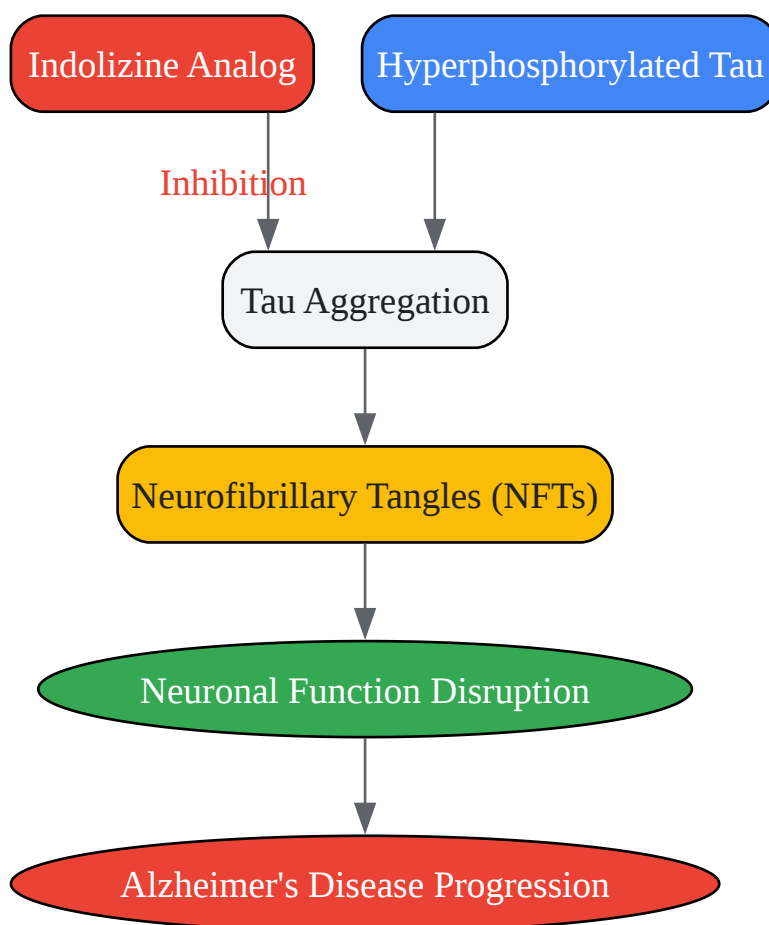 Indolizine Analog
Hyperphosphorylated Tau
Inhibition
Tau Aggregation
Neurofibrillary Tangles (NFTs)
Neuronal Function Disruption
Alzheimer's Disease Progression